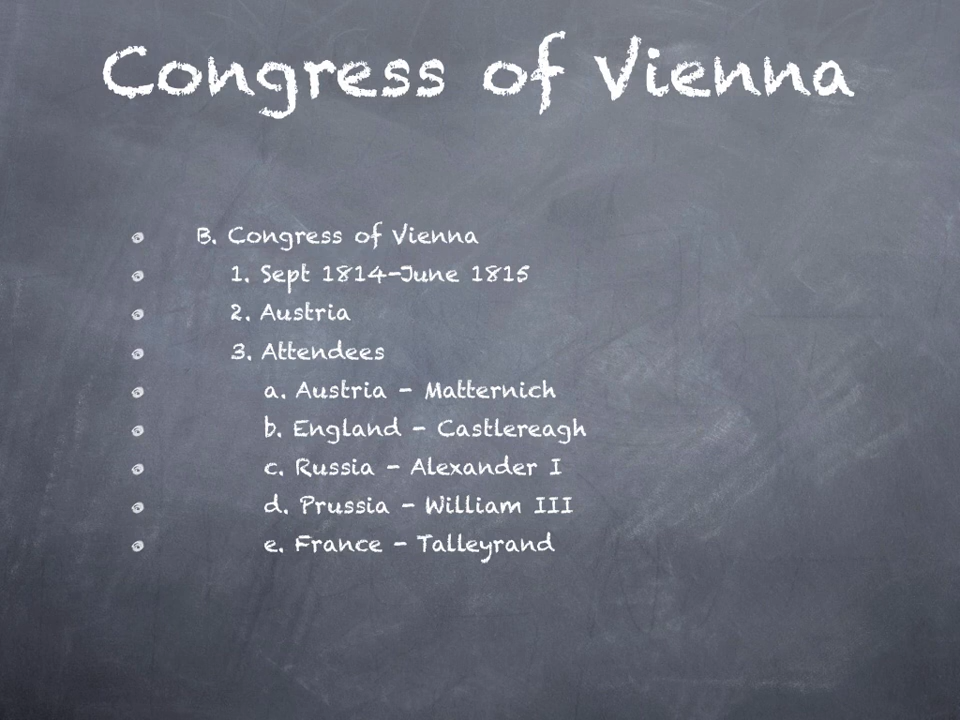 Congress of Vienna
B. Congress of Vienna
1. Sept 1814-June 1815
2. Austria
3. Attendees
a. Austria - Matternich
b. England - Castlereagh
c. Russia - Alexander I
d. Prussia - William III
e. France - Talleyrand